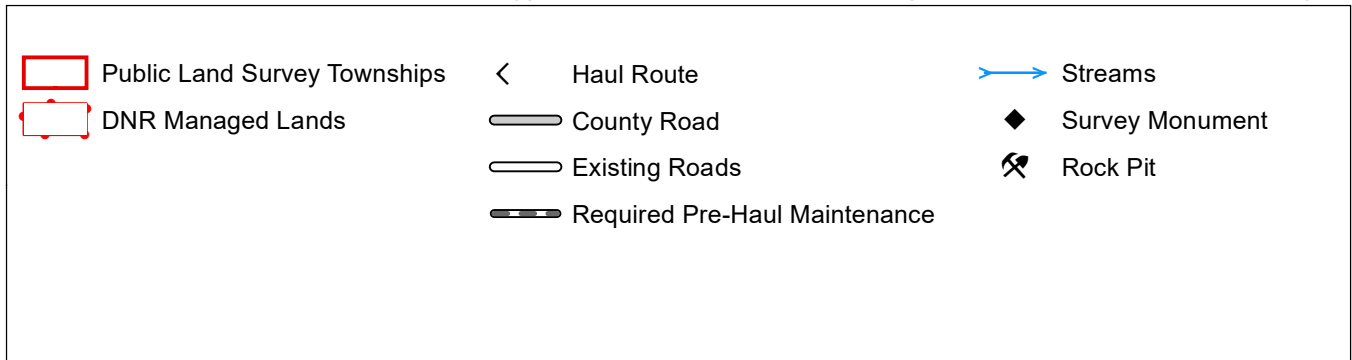 Public Land Survey Townships
DNR Managed Lands
Haul Route
County Road
Existing Roads
Required Pre-Haul Maintenance
Streams
Survey Monument
Rock Pit